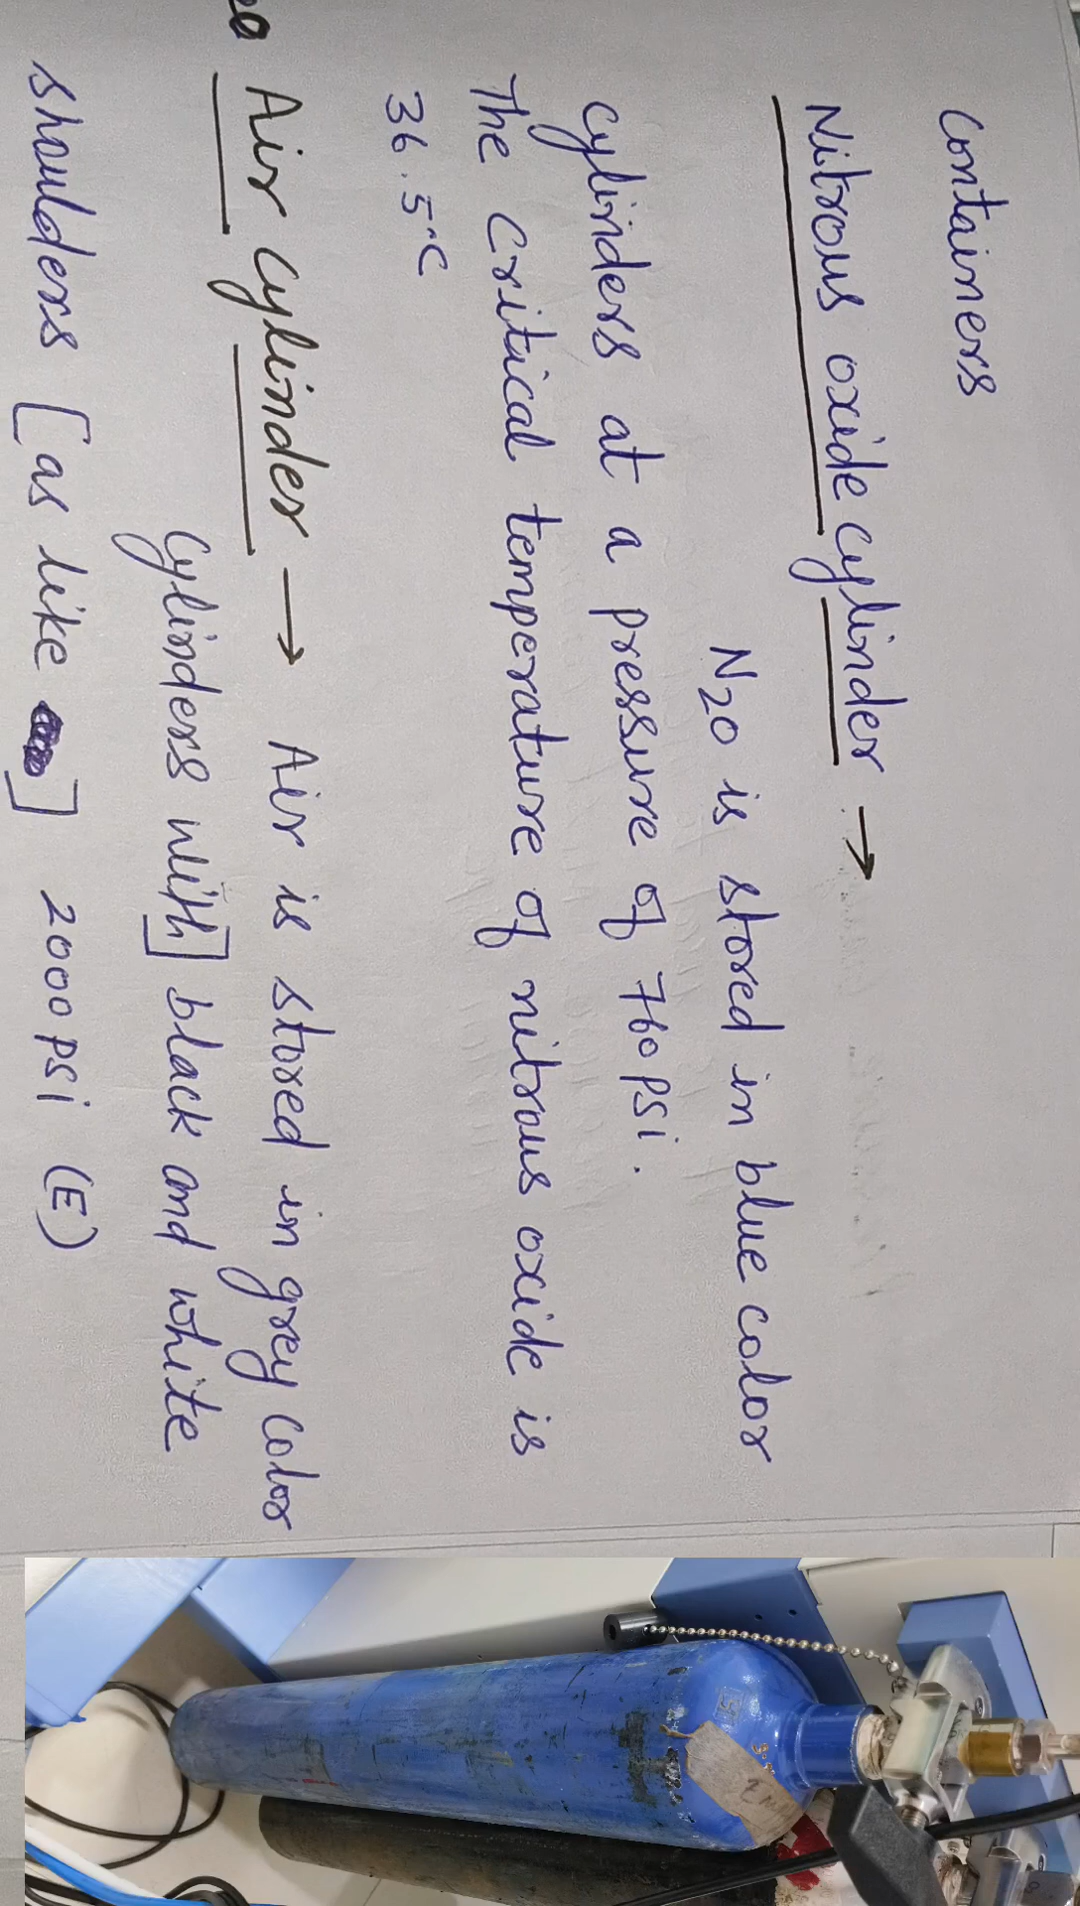 Containers
Nitrous oxide cylinder →
N20 is stored in blue color
cylinders at a pressure of 760 psi.
The critical temperature of nitrous oxide is
36.5°C
Air cylinder → Air is stored in grey color
cylinders with] black and white
shoulders [as like ] 2000 psi (E)